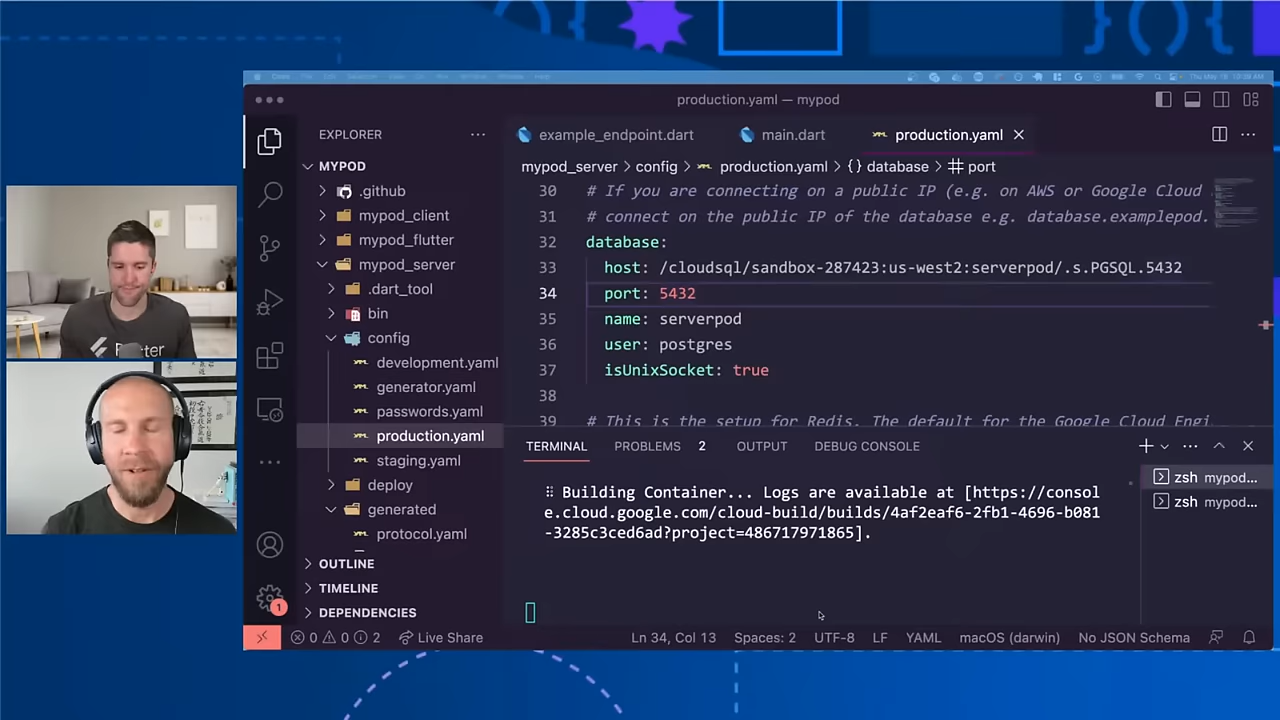 production.yaml — mypod
EXPLORER
example_endpoint.dart
main.dart
production.yaml
MYPOD
mypod_server > config > production.yaml > {} database > # port
.github
mypod_client
mypod_flutter
mypod_server
.dart_tool
bin
config
development.yaml
generator.yaml
passwords.yaml
production.yaml
staging.yaml
deploy
generated
protocol.yaml
OUTLINE
TIMELINE
DEPENDENCIES
30 # If you are connecting on a public IP (e.g. on AWS or Google Cloud
31 # connect on the public IP of the database e.g. database.examplepod.
32 database:
33 host: /cloudsql/sandbox-287423:us-west2:serverpod/.s.PGSQL.5432
34 port: 5432
35 name: serverpod
36 user: postgres
37 isUnixSocket: true
38
39 # This is the setup for Redis. The default for the Google Cloud Engi
TERMINAL PROBLEMS 2 OUTPUT DEBUG CONSOLE
Building Container... Logs are available at [https://consol
e.cloud.google.com/cloud-build/builds/4af2eaf6-2fb1-4696-b081
-3285c3ced6ad?project=486717971865].
zsh mypod...
zsh mypod...
1
0 0 2 Live Share
Ln 34, Col 13 Spaces: 2 UTF-8 LF YAML macOS (darwin) No JSON Schema